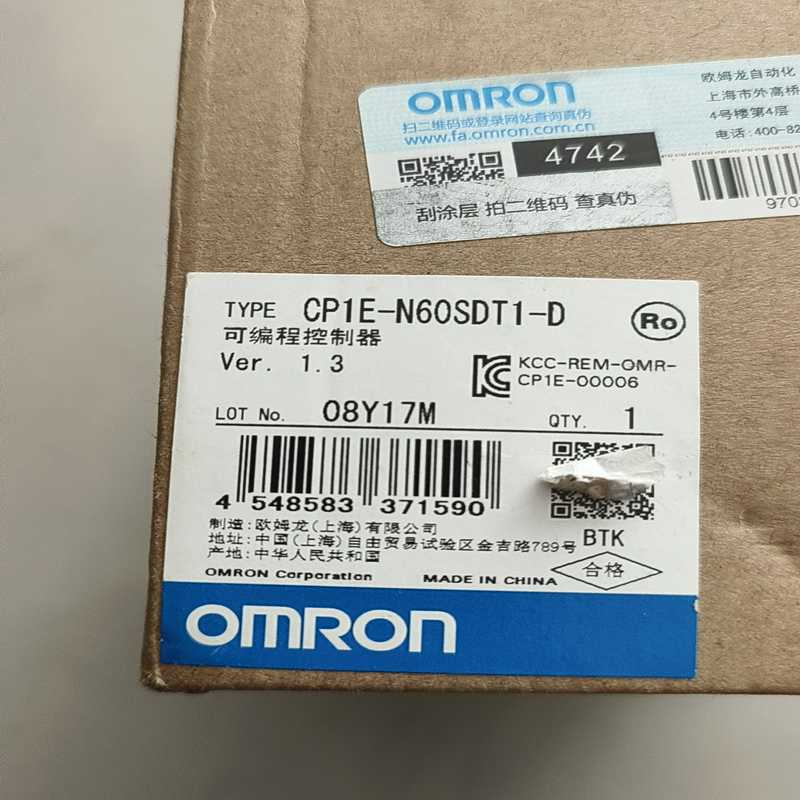 OMRON
扫二维码或登录网站查询真伪
www.fa.omron.com.cn
4742
刮涂层 拍二维码 查真伪
欧姆龙自动化
上海市外高桥
4号楼第4层
电话:400-82
970
TYPE CP1E-N60SDT1-D
可编程控制器
Ver. 1.3
Ro
KC
KCC-REM-OMR-
CP1E-00006
LOT No. 08Y17M
QTY. 1
4 548583 371590
制造:欧姆龙(上海)有限公司
地址:中国(上海)自由贸易试验区金吉路789号
产地:中华人民共和国
BTK
合格
OMRON Corporation MADE IN CHINA
OMRON